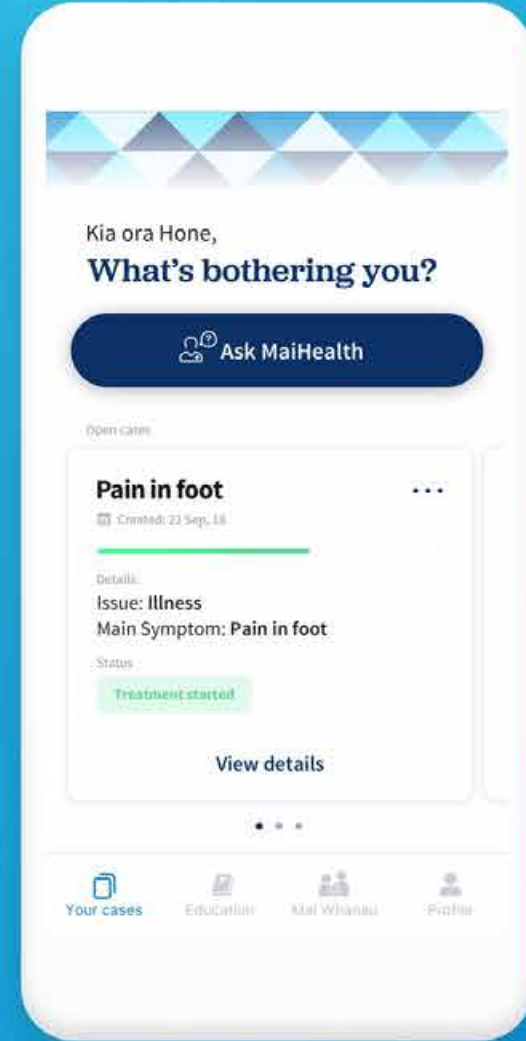 Kia ora Hone,
What's bothering you?
Ask MaiHealth
Open cases
Pain in foot
Created: 22 Sep, 18
Details
Issue: Illness
Main Symptom: Pain in foot
Status
Treatment started
View details
Your cases Education Mai Whanau Profile